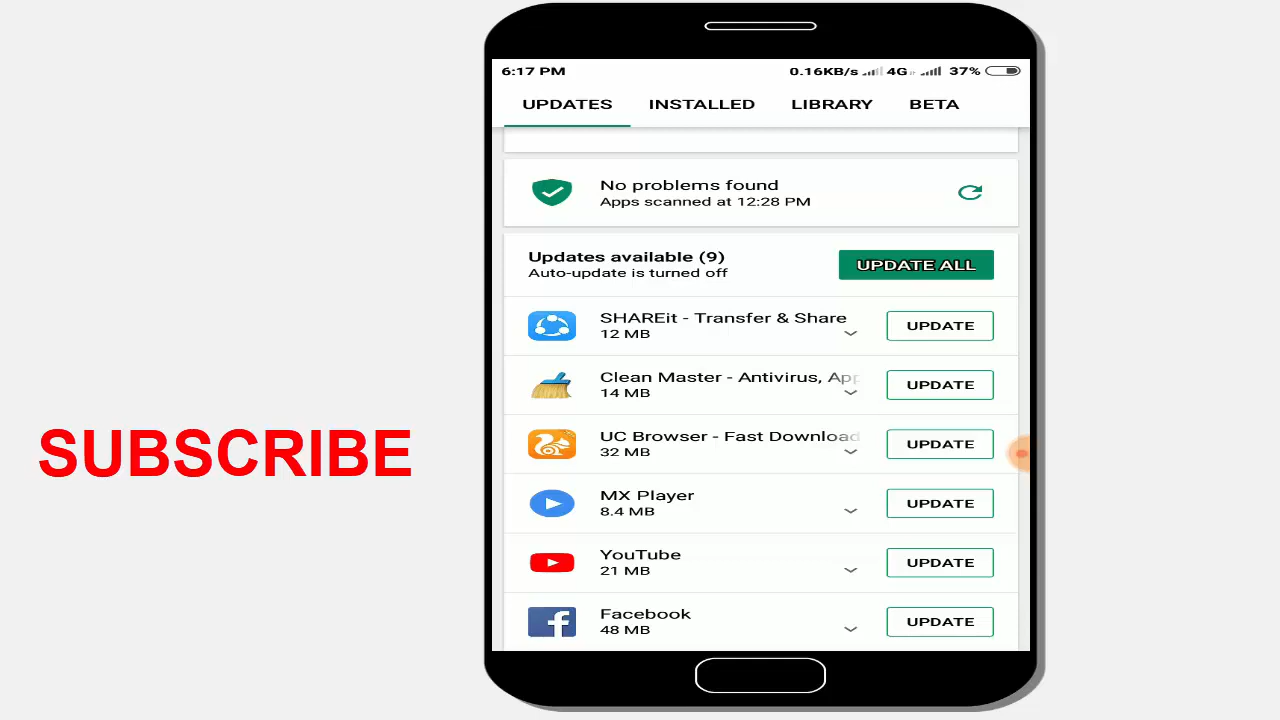 6:17 PM 0.16KB/s 4G 37%
UPDATES INSTALLED LIBRARY BETA
No problems found
Apps scanned at 12:28 PM
Updates available (9)
Auto-update is turned off
UPDATE ALL
SHAREit - Transfer & Share
12 MB
UPDATE
Clean Master - Antivirus, App
14 MB
UPDATE
UC Browser - Fast Download
32 MB
UPDATE
MX Player
8.4 MB
UPDATE
YouTube
21 MB
UPDATE
Facebook
48 MB
UPDATE
SUBSCRIBE